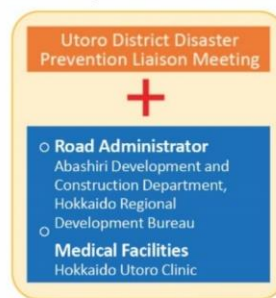 Utoro District Disaster
Prevention Liaison Meeting
+
○ Road Administrator
Abashiri Development and
Construction Department,
Hokkaido Regional
Development Bureau
○
Medical Facilities
Hokkaido Utoro Clinic